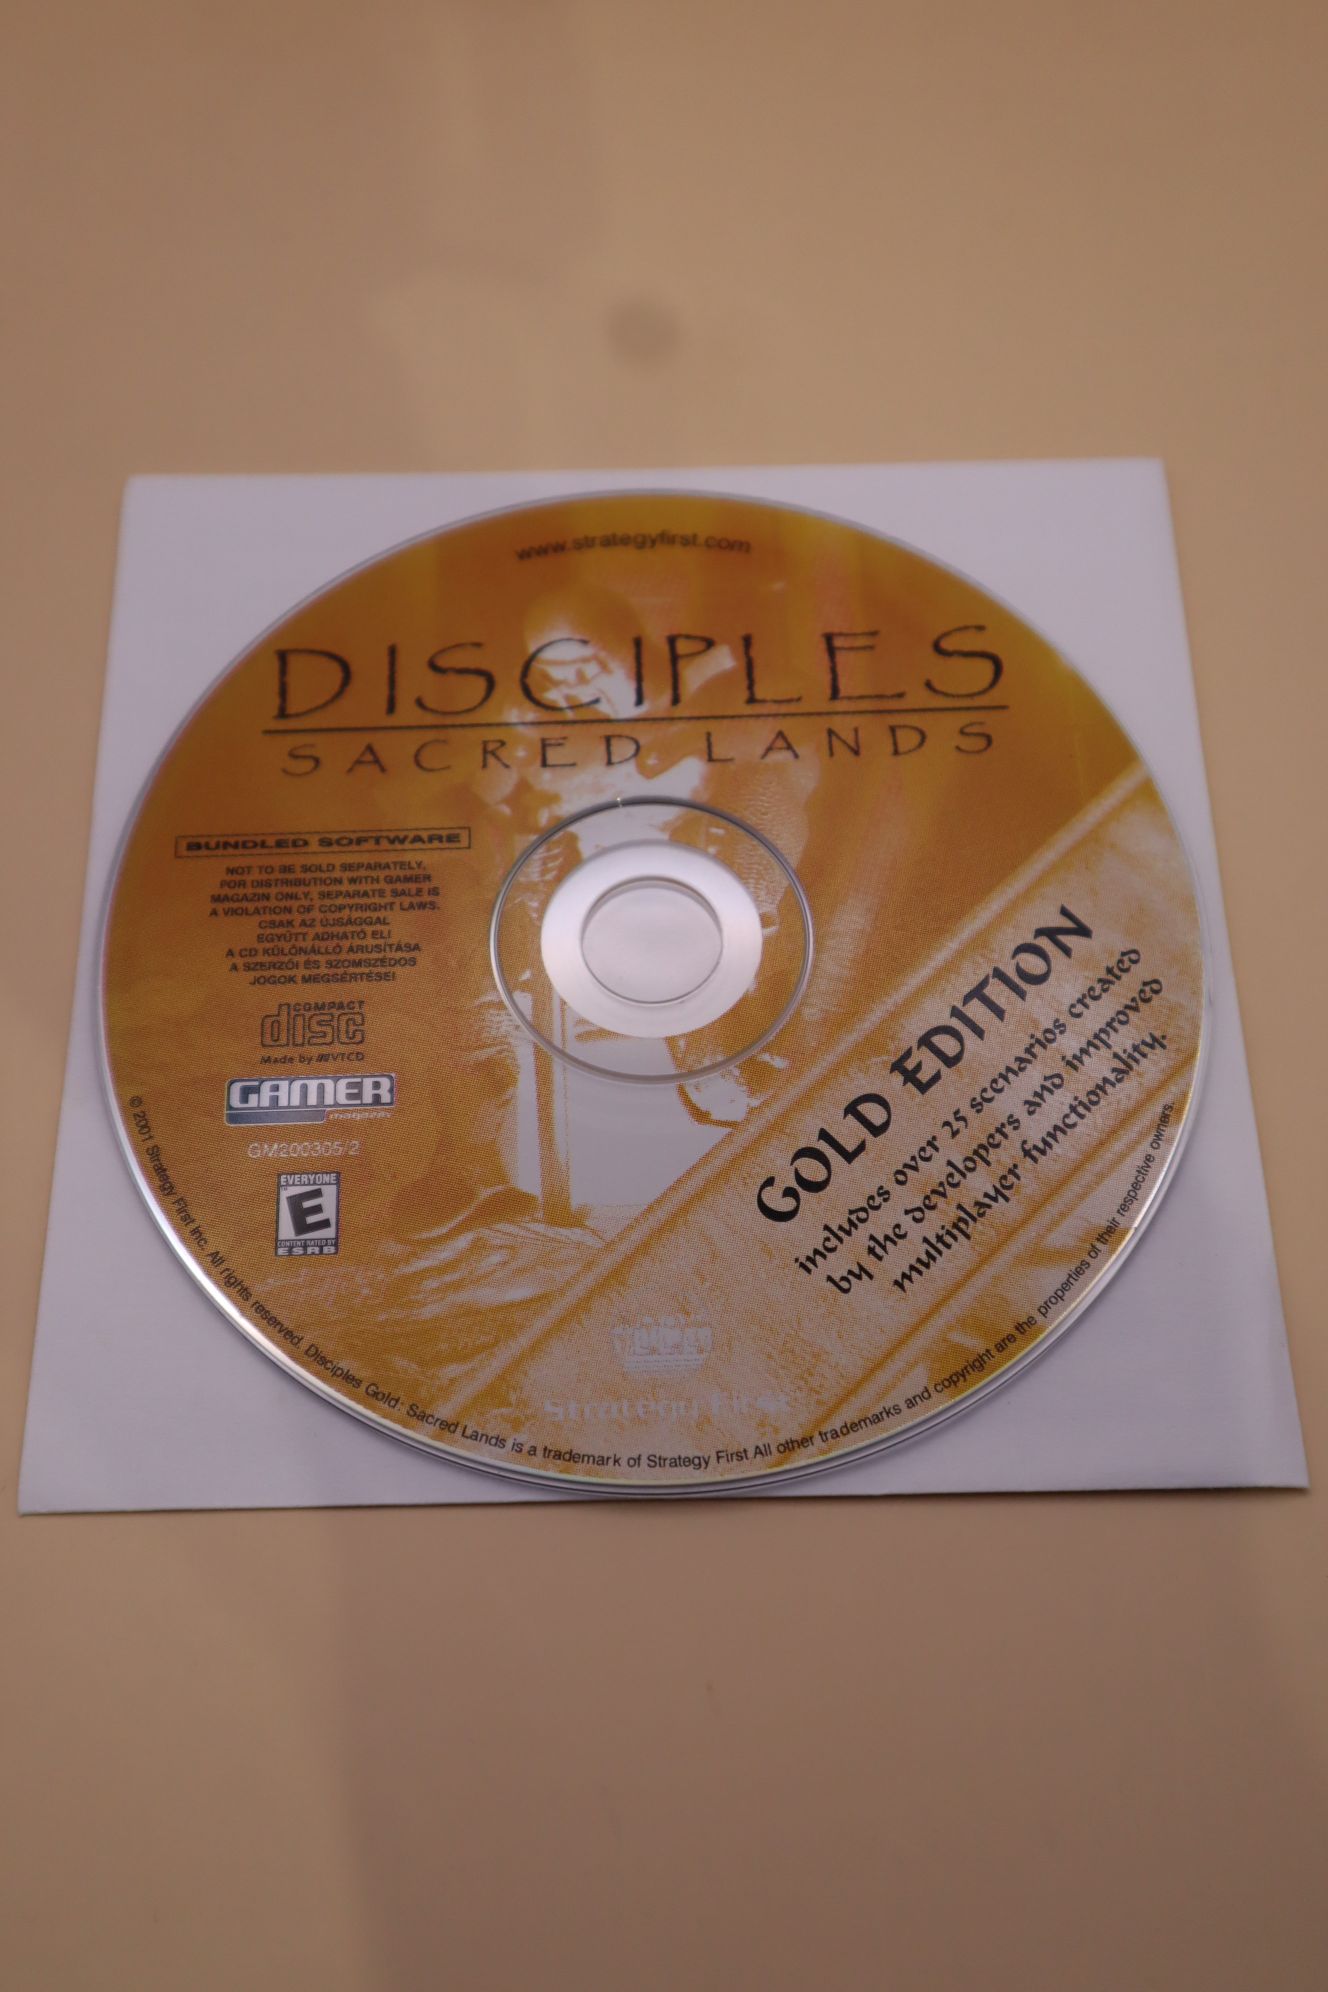 www.strategyfirst.com
DISCIPLES
SACRED LANDS
BUNDLED SOFTWARE
NOT TO BE SOLD SEPARATELY,
FOR DISTRIBUTION WITH GAMER
MAGAZIN ONLY, SEPARATE SALE IS
A VIOLATION OF COPYRIGHT LAWS.
CSAK AZ ÚJSÁGGAL
EGYÜTT ADHATÓ EL!
A CD KÜLÖNÁLLÓ ÁRUSÍTÁSA
A SZERZŐI ÉS SZOMSZÉDOS
JOGOK MEGSÉRTÉSE!
COMPACT
disc
Made by VTCD
GAMER
magazin
GM200305/2
EVERYONE
E
CONTENT RATED BY
ESRB
GOLD EDITION
includes over 25 scenarios created
by the developers and improved
multiplayer functionality.
Strategy First
© 2001 Strategy First Inc. All rights reserved. Disciples Gold: Sacred Lands is a trademark of Strategy First All other trademarks and copyright are the properties of their respective owners.